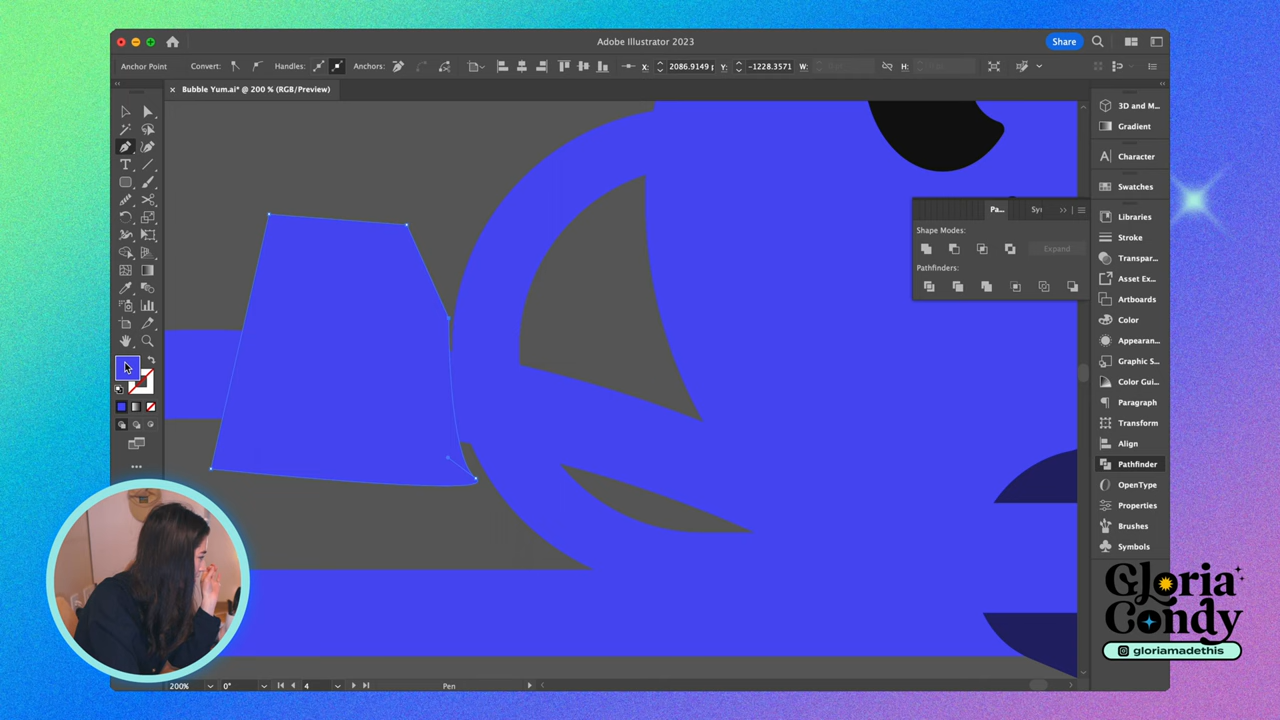 Adobe Illustrator 2023
Share
Anchor Point
Convert:
Handles:
Anchors:
X:
2086.9149 p
Y:
-1228.3571
W:
H:
Bubble Yum.ai* @ 200 % (RGB/Preview)
3D and M...
Gradient
Character
Swatches
Libraries
Stroke
Transpar...
Asset Ex...
Artboards
Color
Appearan...
Graphic S...
Color Gui...
Paragraph
Transform
Align
Pathfinder
OpenType
Properties
Brushes
Symbols
Pa...
Shape Modes:
Expand
Pathfinders:
200%
0°
4
Pen
Gloria
Condy
gloriamadethis